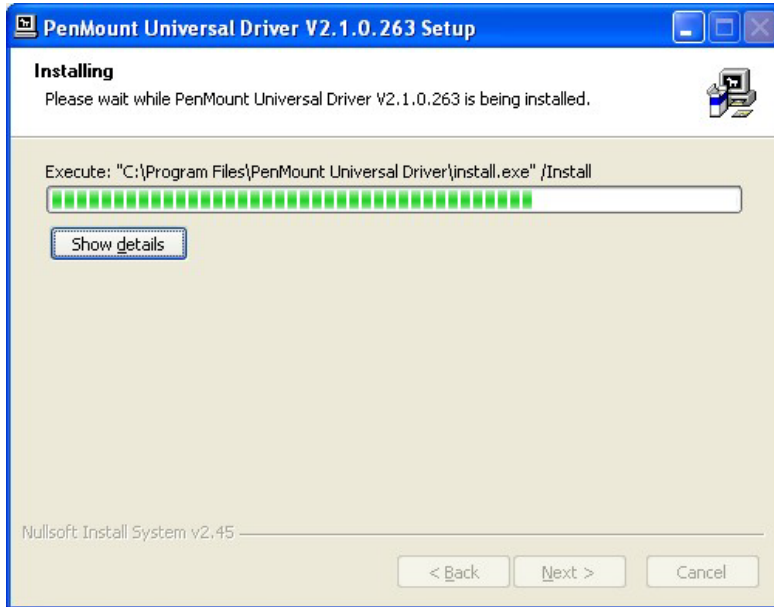 PenMount Universal Driver V2.1.0.263 Setup
Installing
Please wait while PenMount Universal Driver V2.1.0.263 is being installed.
Execute: "C:\Program Files\PenMount Universal Driver\install.exe" /Install
Show details
Nullsoft Install System v2.45
< Back Next > Cancel